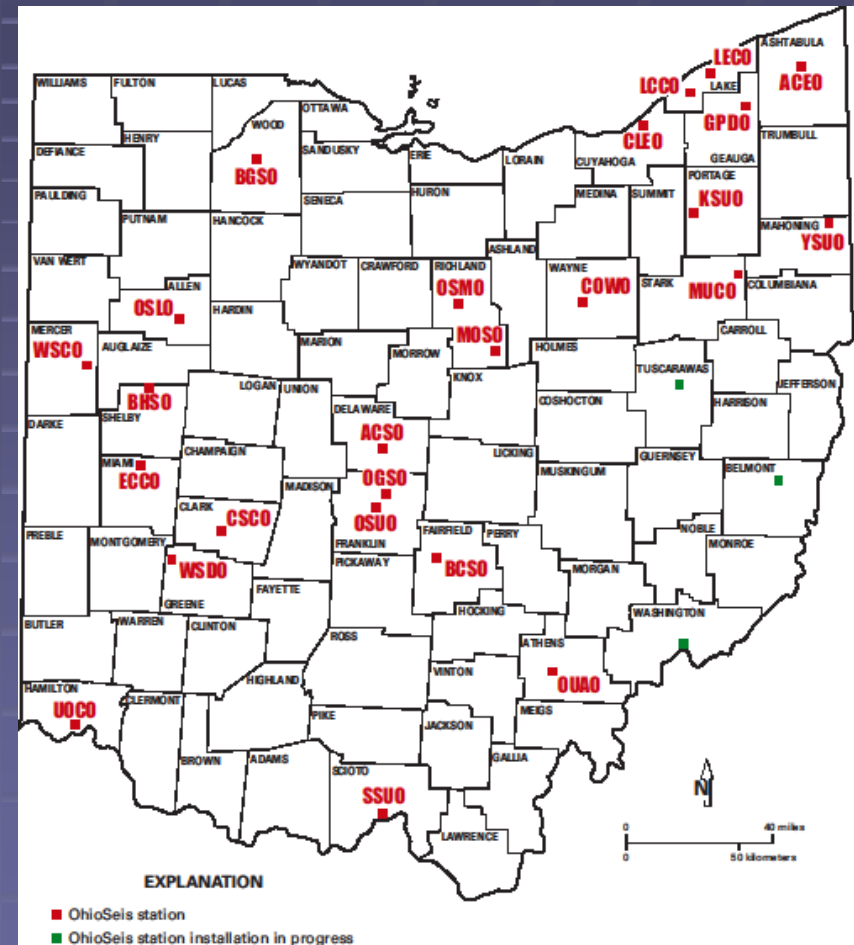 ASHTABULA
LECO
ACEO
LCCO
LAKE
WILLIAMS
FULTON
LUCAS
OTTAWA
GPDO
WOOD
CLEO
TRUMBULL
HENRY
SANDUSKY
DEFIANCE
ERIE
LORAIN
CUYAHOGA
GEAUGA
BGSO
PORTAGE
PAULDING
SENECA
HURON
MEDINA
SUMMIT
KSUO
PUTNAM
HANCOCK
MAHONING
YSUO
ASHLAND
VAN WERT
WYANDOT
CRAWFORD
RICHLAND
WAYNE
ALLEN
OSMO
COWO
STARK
MUCO
COLUMBIANA
OSLO
HARDIN
MERCER
WSCO
AUGLAIZE
MARION
MOSO
MORROW
HOLMES
CARROLL
KNOX
TUSCARAWAS
LOGAN
UNION
JEFFERSON
BHSO
SHELBY
DELAWARE
COSHOCTON
HARRISON
DARKE
ACSO
CHAMPAIGN
LICKING
GUERNSEY
MIAMI
ECCO
MUSKINGUM
BELMONT
OGSO
MADISON
CLARK
CSCO
OSUO
FAIRFIELD
PERRY
NOBLE
PREBLE
MONTGOMERY
FRANKLIN
MONROE
PICKAWAY
WSDO
BCSO
MORGAN
FAYETTE
GREENE
HOCKING
WASHINGTON
BUTLER
WARREN
CLINTON
ROSS
ATHENS
VINTON
HIGHLAND
OUAO
HAMILTON
CLERMONT
UOCO
PIKE
MEIGS
JACKSON
BROWN
ADAMS
GALLIA
SCIOTO
N
SSUO
0 40 miles
LAWRENCE
0 50 kilometers
EXPLANATION
OhioSeis station
OhioSeis station installation in progress